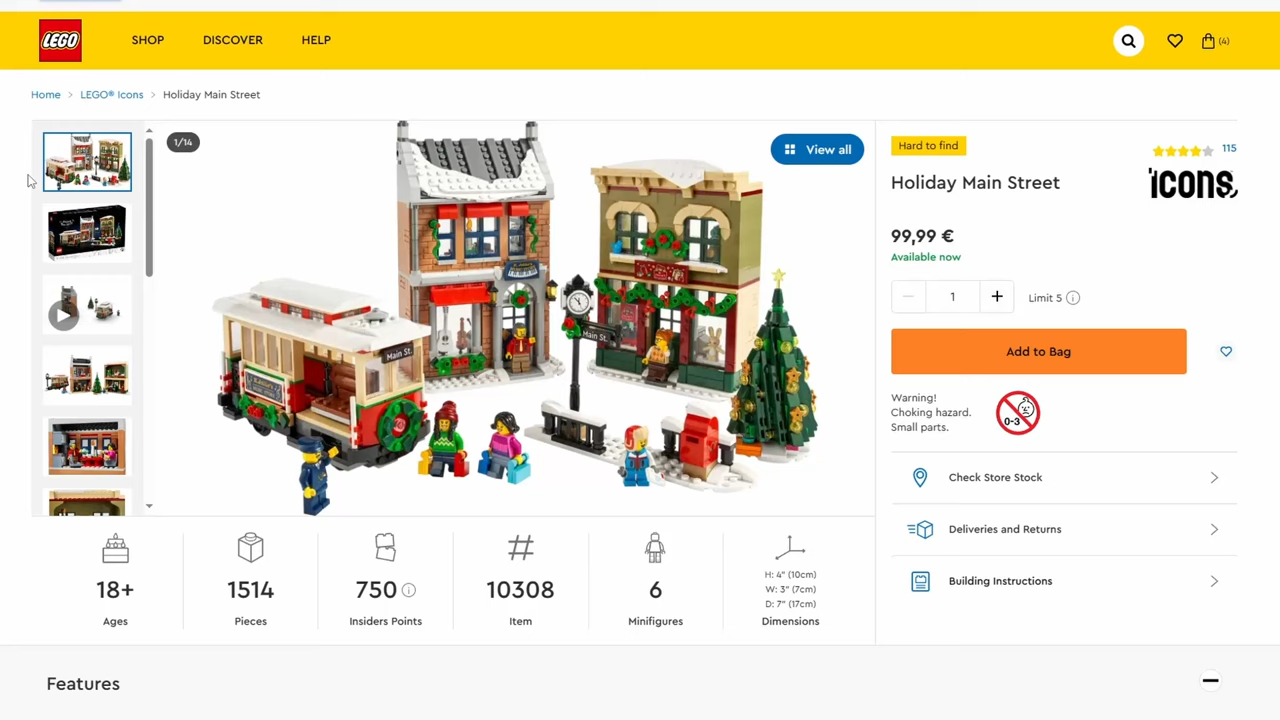 LEGO
SHOP
DISCOVER
HELP
(4)
Home > LEGO® Icons > Holiday Main Street
1/14
View all
Main St.
Main St.
Hard to find
115
Holiday Main Street
icons.
99,99 €
Available now
1
Limit 5
Add to Bag
Warning!
Choking hazard.
Small parts.
0-3
Check Store Stock
Deliveries and Returns
Building Instructions
18+
Ages
1514
Pieces
750
Insiders Points
10308
Item
6
Minifigures
H: 4" (10cm)
W: 3" (7cm)
D: 7" (17cm)
Dimensions
Features